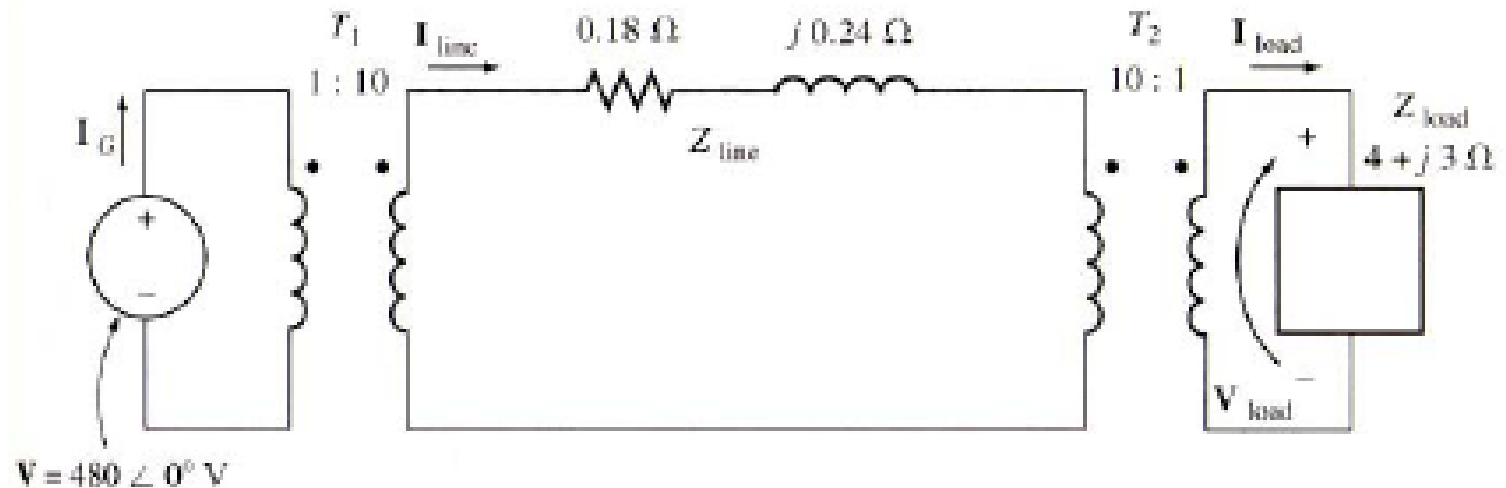 T₁
1 : 10
I line
0.18 Ω
j 0.24 Ω
Z line
T₂
10 : 1
I load
Z load
4 + j 3 Ω
I G
+
−
+
−
V load
V = 480 ∠ 0° V